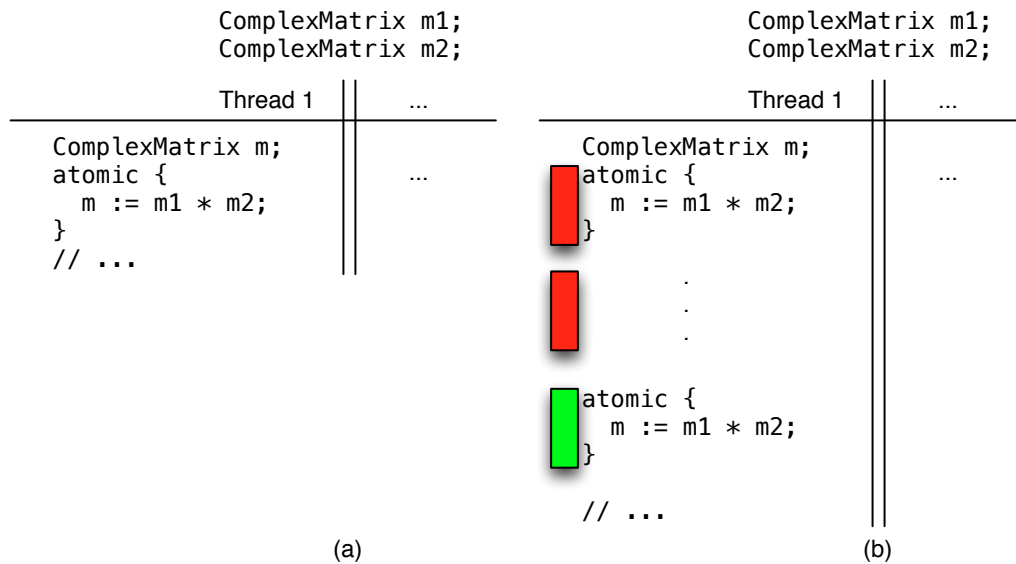 ComplexMatrix m1;
ComplexMatrix m2;
Thread 1 ...
ComplexMatrix m;
atomic { ...
m := m1 * m2;
}
// ...
(a)
ComplexMatrix m1;
ComplexMatrix m2;
Thread 1 ...
ComplexMatrix m;
atomic { ...
m := m1 * m2;
}
.
.
.
atomic {
m := m1 * m2;
}
// ...
(b)